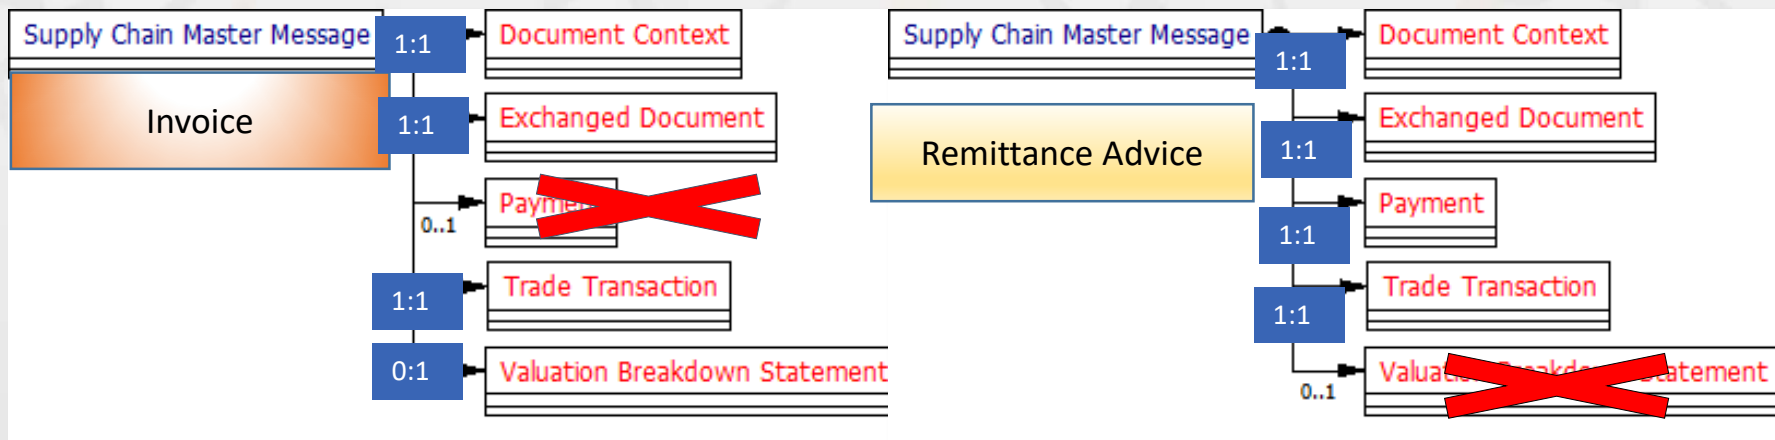 Supply Chain Master Message
1:1
Document Context
Invoice
1:1
Exchanged Document
0..1
1:1
Trade Transaction
0:1
Valuation Breakdown Statement
Supply Chain Master Message
1:1
Document Context
Remittance Advice
1:1
Exchanged Document
1:1
Payment
1:1
Trade Transaction
0..1